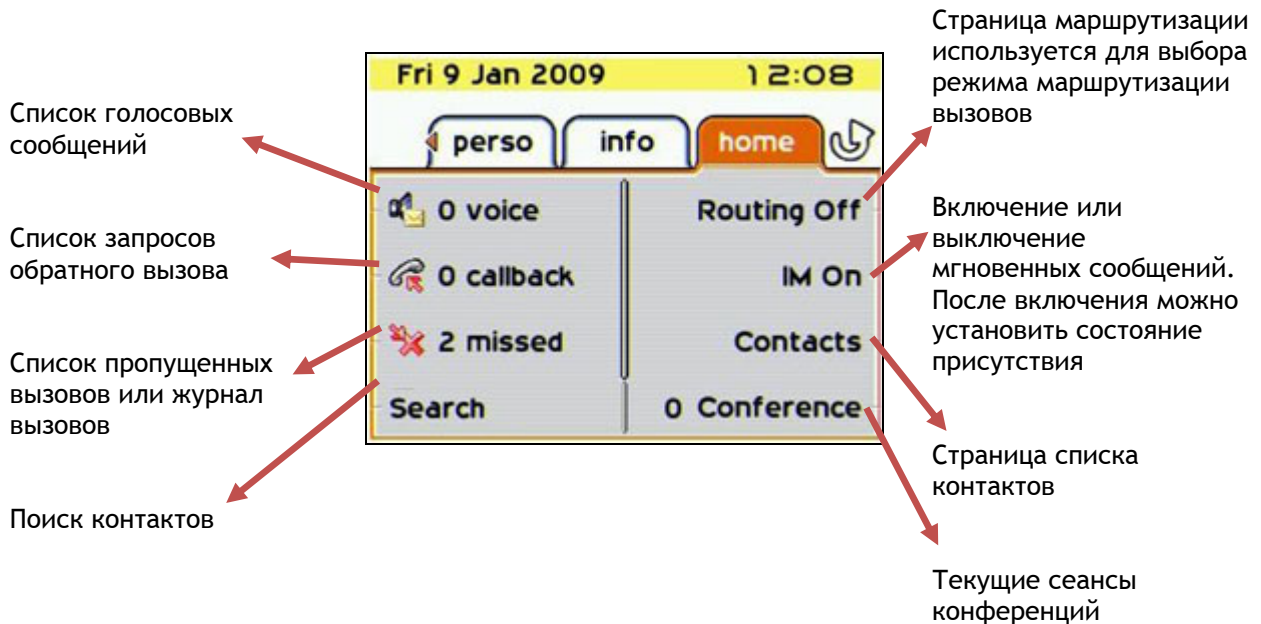 Страница маршрутизации
используется для выбора
режима маршрутизации
вызовов
Fri 9 Jan 2009 12:08
Список голосовых
сообщений
perso info home
0 voice Routing Off
Включение или
выключение
мгновенных сообщений.
После включения можно
установить состояние
присутствия
Список запросов
обратного вызова
0 callback IM On
2 missed Contacts
Список пропущенных
вызовов или журнал
вызовов
Search 0 Conference
Страница списка
контактов
Поиск контактов
Текущие сеансы
конференций